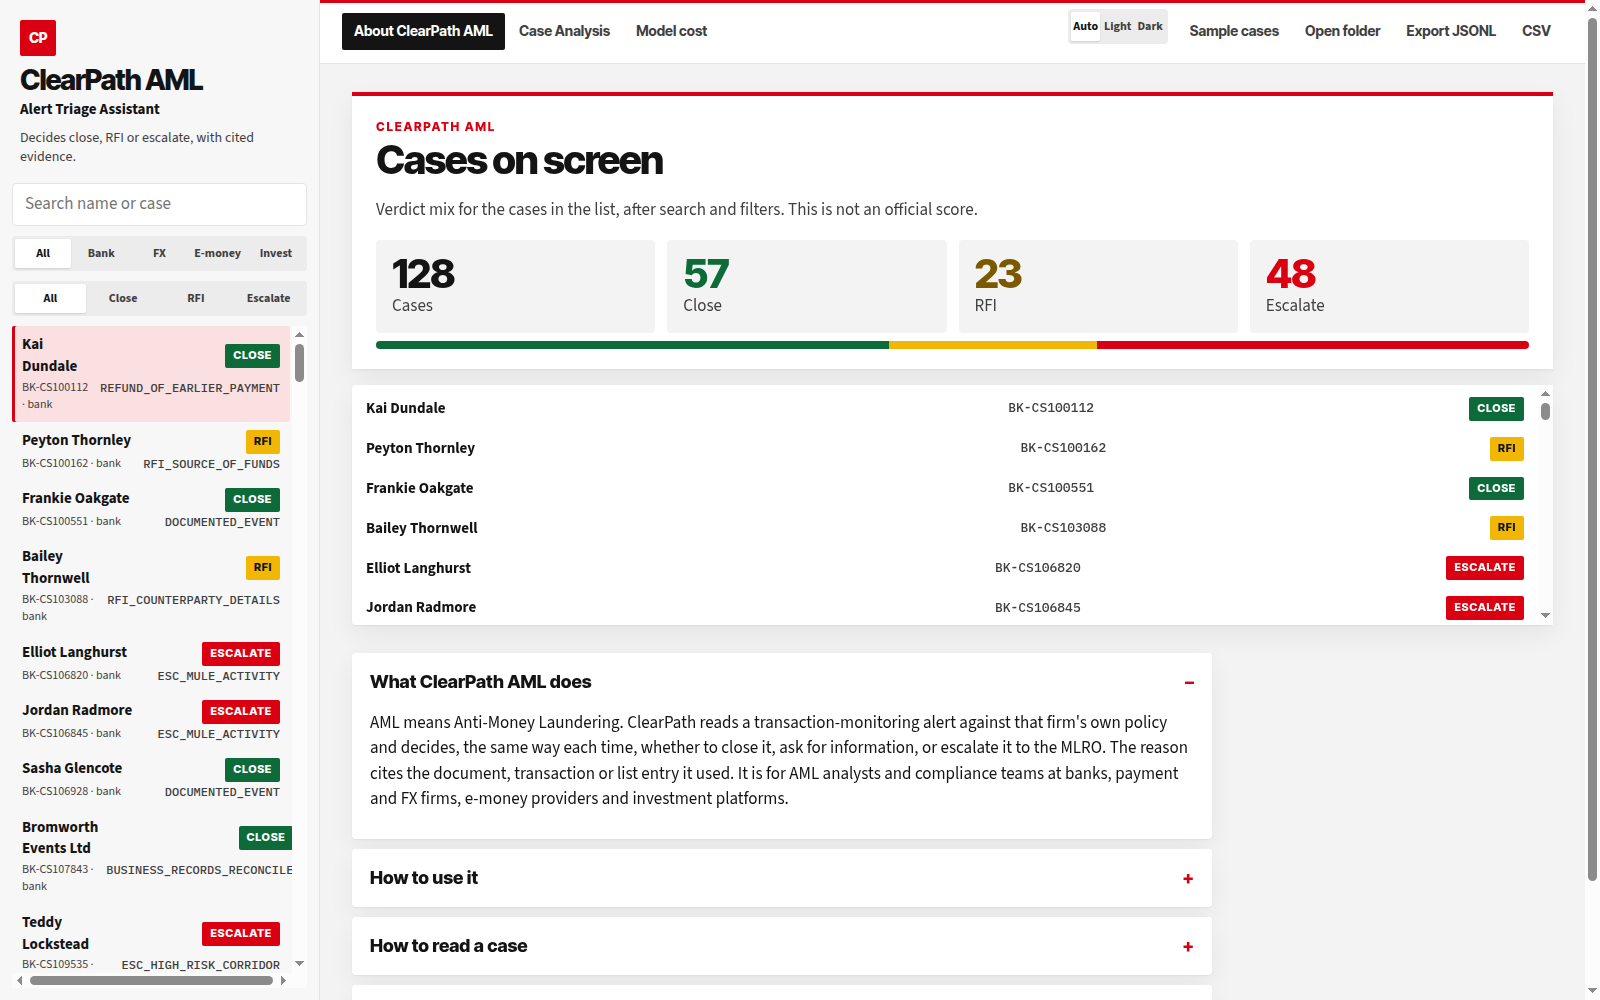 CP
ClearPath AML
Alert Triage Assistant
Decides close, RFI or escalate, with cited
evidence.
Search name or case
All Bank FX E-money Invest
All Close RFI Escalate
Kai
Dundale
CLOSE
BK-CS100112
· bank
REFUND_OF_EARLIER_PAYMENT
Peyton Thornley RFI
BK-CS100162 · bank RFI_SOURCE_OF_FUNDS
Frankie Oakgate CLOSE
BK-CS100551 · bank DOCUMENTED_EVENT
Bailey
Thornwell
RFI
BK-CS103088 ·
bank
RFI_COUNTERPARTY_DETAILS
Elliot Langhurst ESCALATE
BK-CS106820 · bank ESC_MULE_ACTIVITY
Jordan Radmore ESCALATE
BK-CS106845 · bank ESC_MULE_ACTIVITY
Sasha Glencote CLOSE
BK-CS106928 · bank DOCUMENTED_EVENT
Bromworth
Events Ltd
CLOSE
BK-CS107843 ·
bank
BUSINESS_RECORDS_RECONCILE
Teddy
Lockstead
ESCALATE
BK-CS109535 · ESC_HIGH_RISK_CORRIDOR
About ClearPath AML Case Analysis Model cost Auto Light Dark Sample cases Open folder Export JSONL CSV
CLEARPATH AML
Cases on screen
Verdict mix for the cases in the list, after search and filters. This is not an official score.
128 57 23 48
Cases Close RFI Escalate
Kai Dundale BK-CS100112 CLOSE
Peyton Thornley BK-CS100162 RFI
Frankie Oakgate BK-CS100551 CLOSE
Bailey Thornwell BK-CS103088 RFI
Elliot Langhurst BK-CS106820 ESCALATE
Jordan Radmore BK-CS106845 ESCALATE
What ClearPath AML does −
AML means Anti-Money Laundering. ClearPath reads a transaction-monitoring alert against that firm's own policy
and decides, the same way each time, whether to close it, ask for information, or escalate it to the MLRO. The reason
cites the document, transaction or list entry it used. It is for AML analysts and compliance teams at banks, payment
and FX firms, e-money providers and investment platforms.
How to use it +
How to read a case +